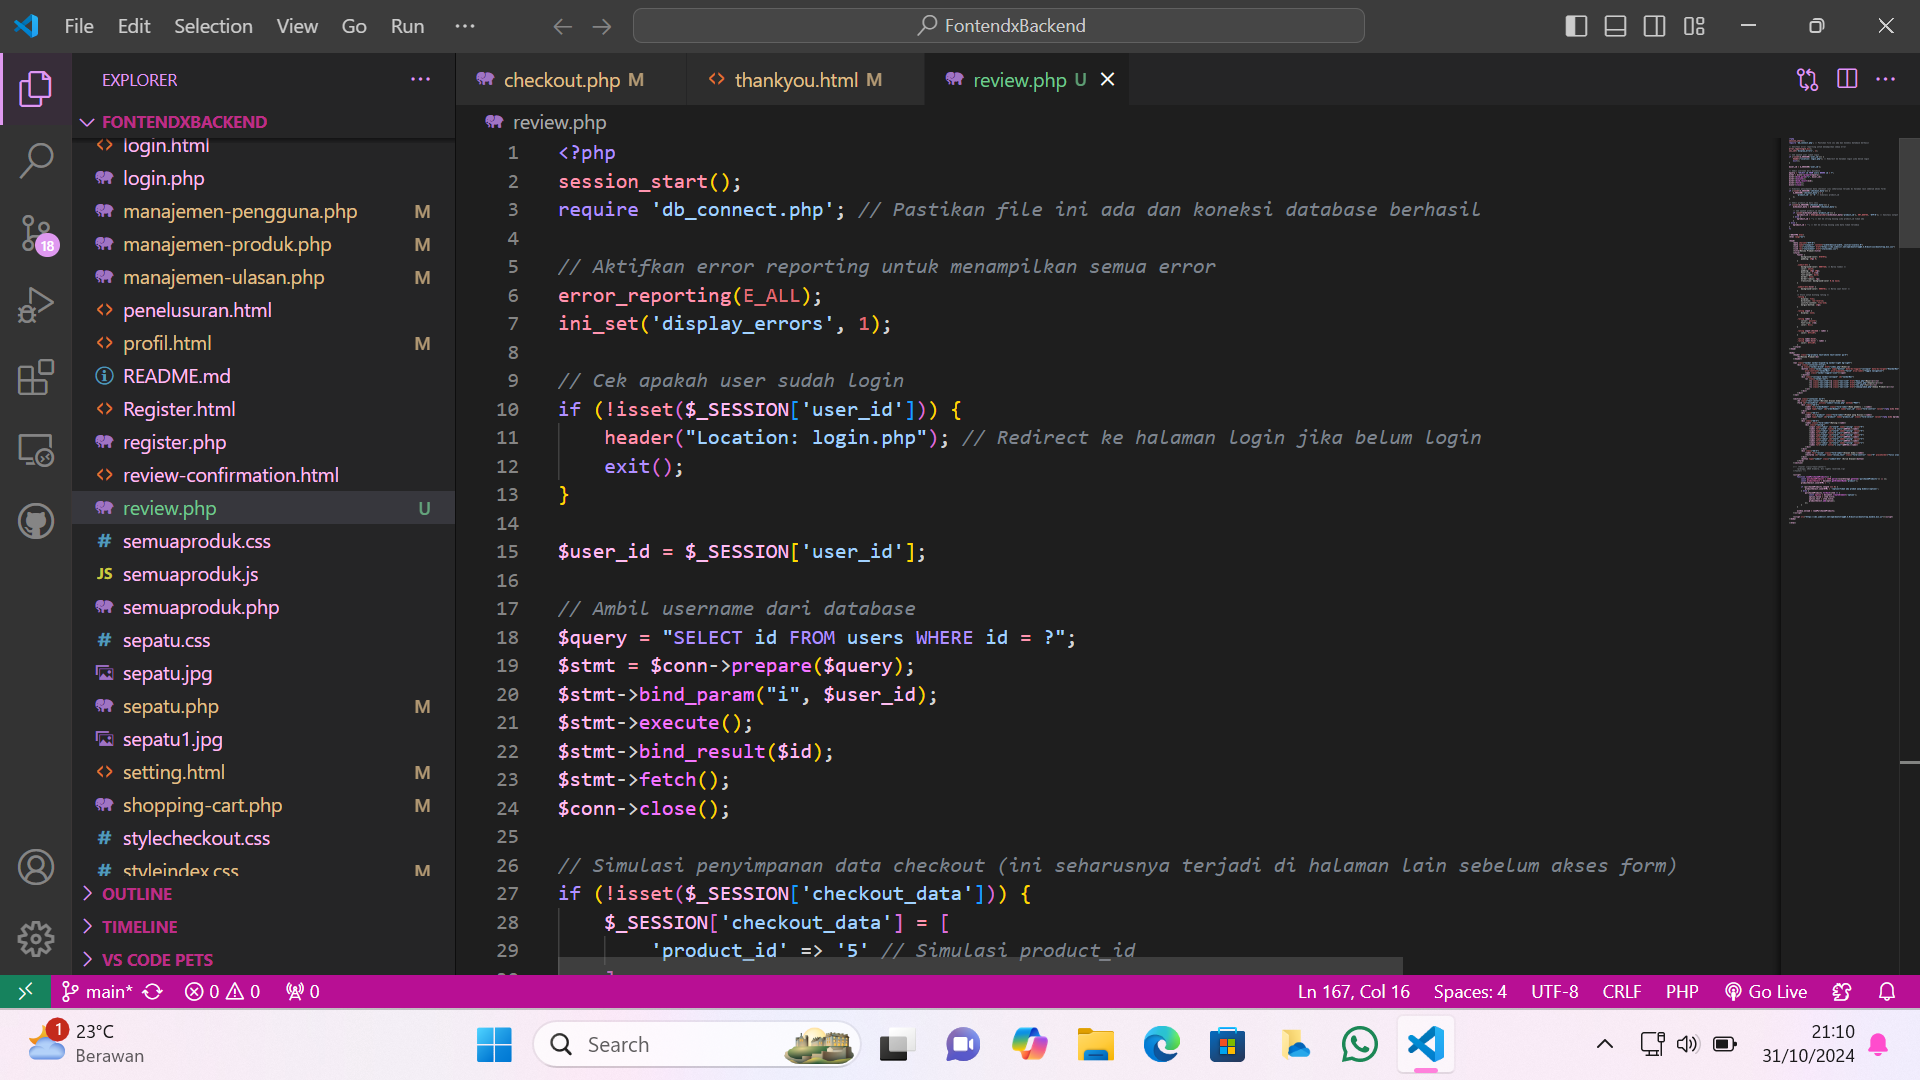 File Edit Selection View Go Run ···
FontendxBackend
EXPLORER
FONTENDXBACKEND
login.html
login.php
manajemen-pengguna.php M
manajemen-produk.php M
manajemen-ulasan.php M
penelusuran.html
profil.html M
README.md
Register.html
register.php
review-confirmation.html
review.php U
semuaproduk.css
JS semuaproduk.js
semuaproduk.php
sepatu.css
sepatu.jpg
sepatu.php M
sepatu1.jpg
setting.html M
shopping-cart.php M
stylecheckout.css
styleindex.css M
OUTLINE
TIMELINE
VS CODE PETS
18
checkout.php M
thankyou.html M
review.php U
review.php
1 <?php
2 session_start();
3 require 'db_connect.php'; // Pastikan file ini ada dan koneksi database berhasil
4
5 // Aktifkan error reporting untuk menampilkan semua error
6 error_reporting(E_ALL);
7 ini_set('display_errors', 1);
8
9 // Cek apakah user sudah login
10 if (!isset($_SESSION['user_id'])) {
11 header("Location: login.php"); // Redirect ke halaman login jika belum login
12 exit();
13 }
14
15 $user_id = $_SESSION['user_id'];
16
17 // Ambil username dari database
18 $query = "SELECT id FROM users WHERE id = ?";
19 $stmt = $conn->prepare($query);
20 $stmt->bind_param("i", $user_id);
21 $stmt->execute();
22 $stmt->bind_result($id);
23 $stmt->fetch();
24 $conn->close();
25
26 // Simulasi penyimpanan data checkout (ini seharusnya terjadi di halaman lain sebelum akses form)
27 if (!isset($_SESSION['checkout_data'])) {
28 $_SESSION['checkout_data'] = [
29 'product_id' => '5' // Simulasi product_id
main* 0 0 0
Ln 167, Col 16 Spaces: 4 UTF-8 CRLF PHP Go Live
1
23°C
Berawan
Search
21:10
31/10/2024